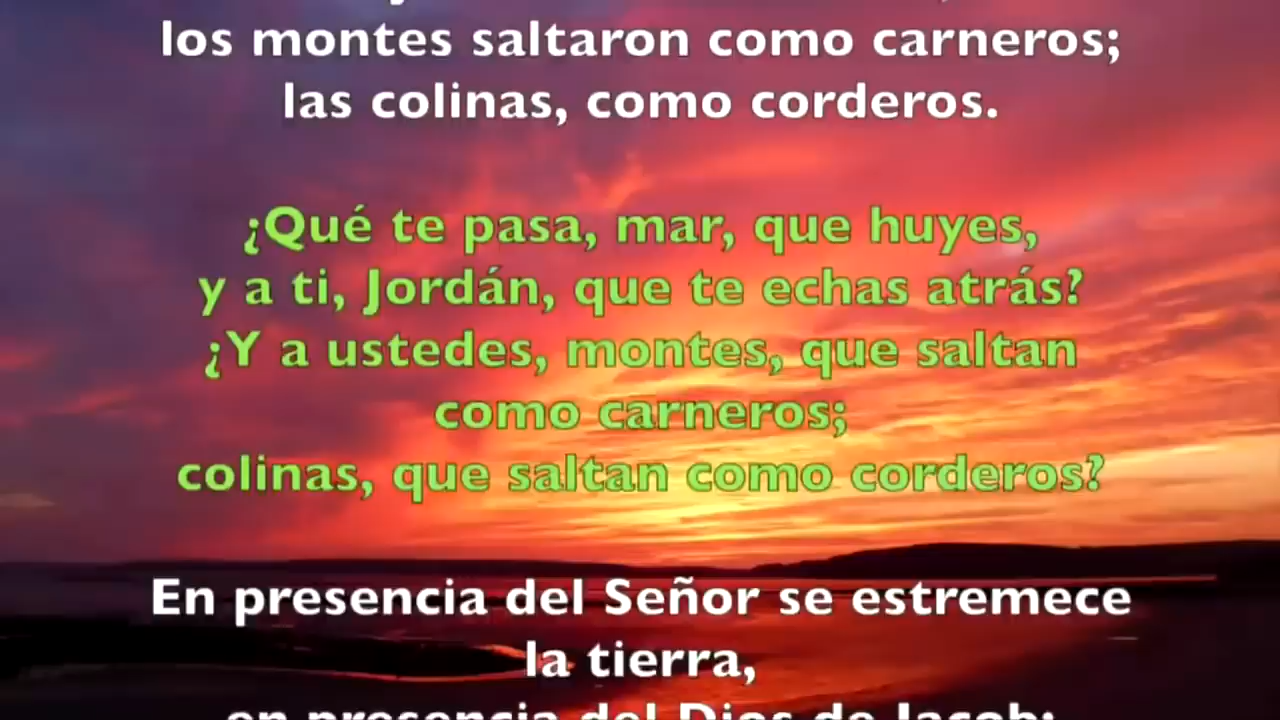 los montes saltaron como carneros;
las colinas, como corderos.
¿Qué te pasa, mar, que huyes,
y a ti, Jordán, que te echas atrás?
¿Y a ustedes, montes, que saltan
como carneros;
colinas, que saltan como corderos?
En presencia del Señor se estremece
la tierra,
en presencia del Dios de Jacob: